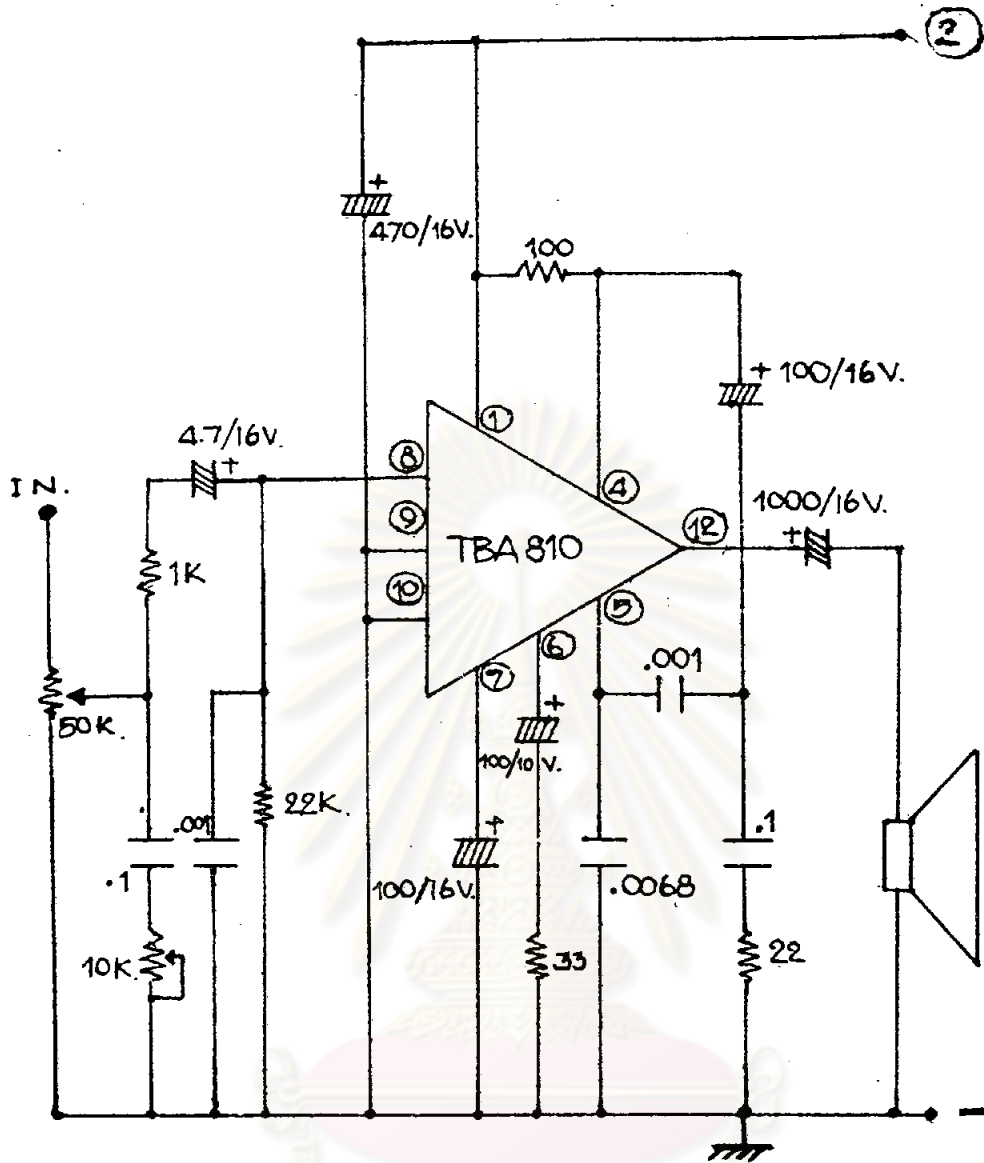 2
+
470/16V.
100
+ 100/16V.
1
4.7/16V.
+
8
IN.
4
1000/16V.
9
12
+
TBA 810
1K
10
5
6
7
.001
+
50K.
100/10 V.
22K.
.001
+
.1
.1
100/16V.
.0068
10K.
33
22